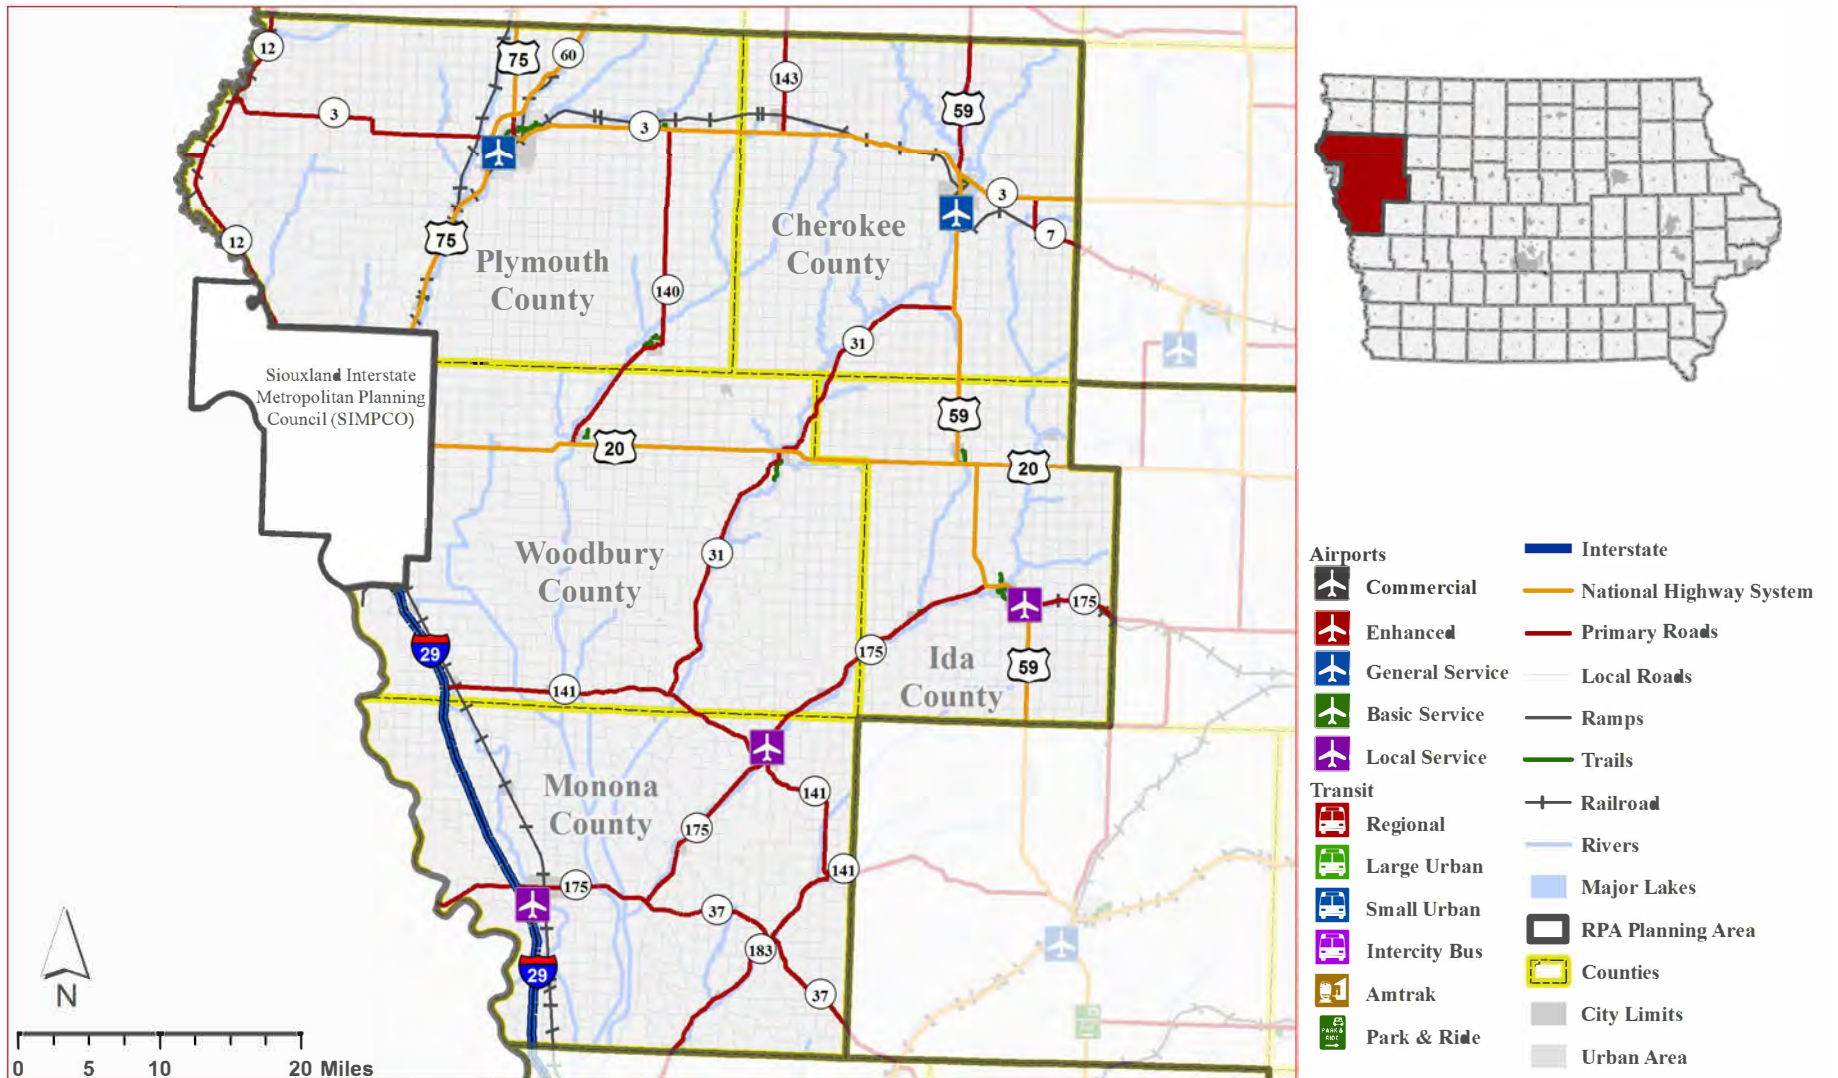 12
75
60
143
59
3
3
3
7
12
75
Plymouth
County
Cherokee
County
140
31
Siouxland Interstate
Metropolitan Planning
Council (SIMPCO)
59
20
20
Woodbury
County
31
175
29
175
Ida
County
59
141
Monona
County
141
175
141
175
37
183
29
37
N
0 5 10 20 Miles
Airports
Commercial
Enhanced
General Service
Basic Service
Local Service
Transit
Regional
Large Urban
Small Urban
Intercity Bus
Amtrak
PARK &
RIDE
Park & Ride
Interstate
National Highway System
Primary Roads
Local Roads
Ramps
Trails
Railroad
Rivers
Major Lakes
RPA Planning Area
Counties
City Limits
Urban Area